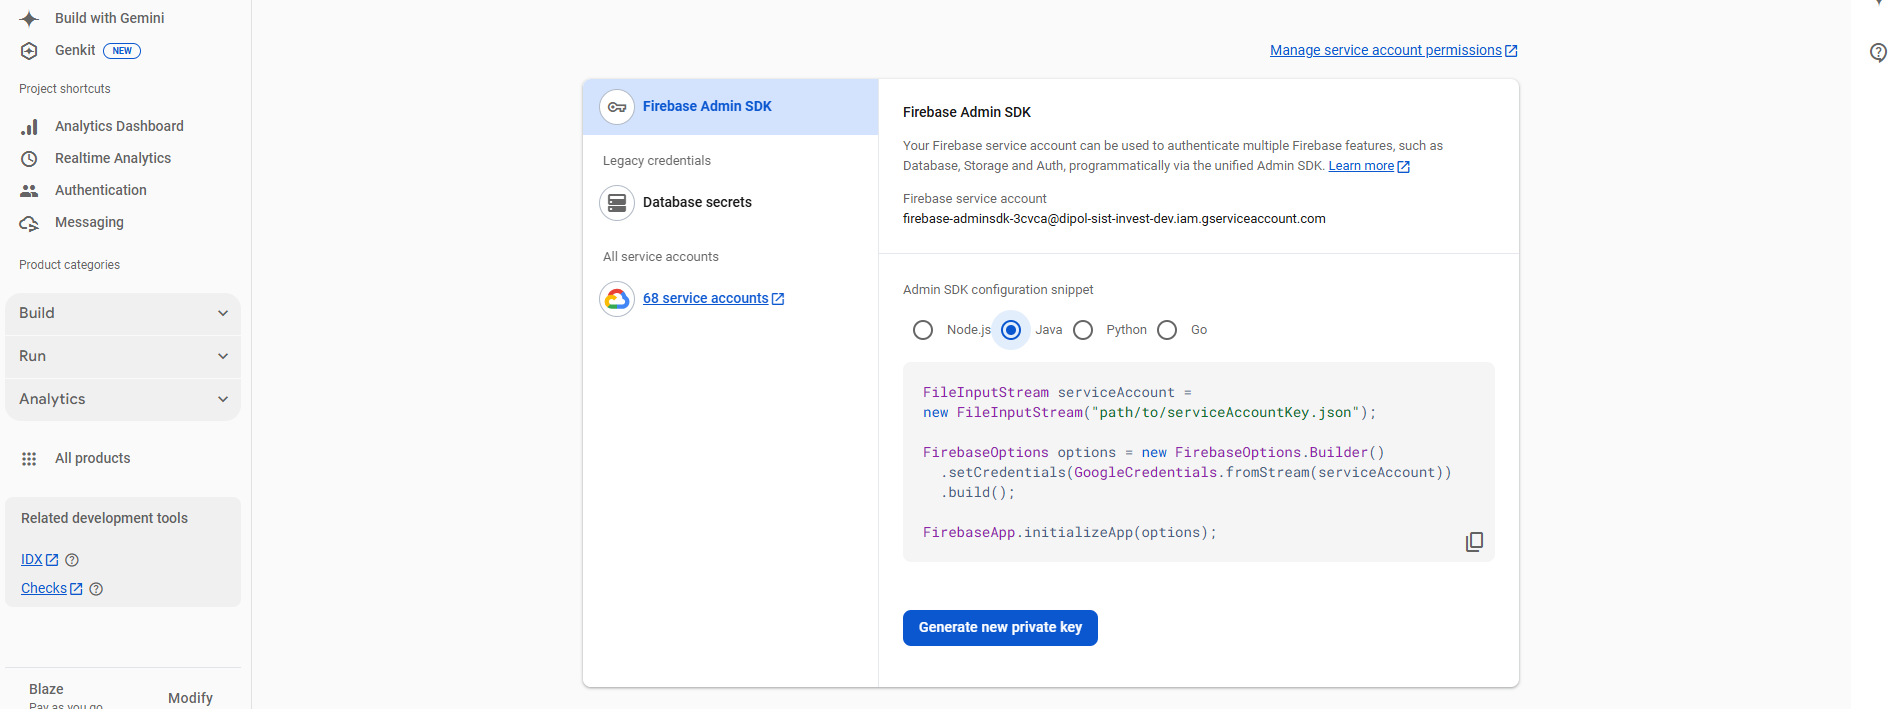 Build with Gemini
Genkit NEW
Project shortcuts
Analytics Dashboard
Realtime Analytics
Authentication
Messaging
Product categories
Build
Run
Analytics
All products
Related development tools
IDX
Checks
Blaze
Pay as you go
Modify
Manage service account permissions
Firebase Admin SDK
Legacy credentials
Database secrets
All service accounts
68 service accounts
Firebase Admin SDK
Your Firebase service account can be used to authenticate multiple Firebase features, such as
Database, Storage and Auth, programmatically via the unified Admin SDK. Learn more
Firebase service account
firebase-adminsdk-3cvca@dipol-sist-invest-dev.iam.gserviceaccount.com
Admin SDK configuration snippet
Node.js Java Python Go
FileInputStream serviceAccount =
new FileInputStream("path/to/serviceAccountKey.json");
FirebaseOptions options = new FirebaseOptions.Builder()
.setCredentials(GoogleCredentials.fromStream(serviceAccount))
.build();
FirebaseApp.initializeApp(options);
Generate new private key